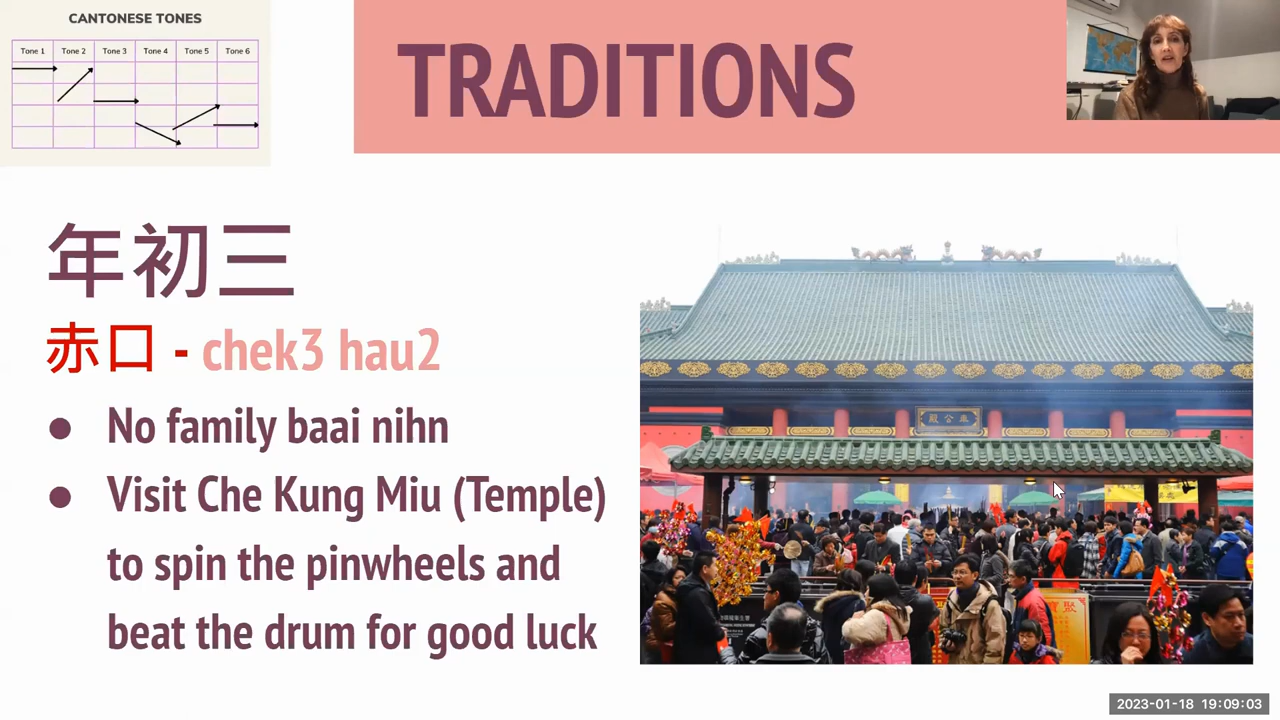 CANTONESE TONES
Tone 1 Tone 2 Tone 3 Tone 4 Tone 5 Tone 6
TRADITIONS
年初三
赤口 - chek3 hau2
● No family baai nihn
● Visit Che Kung Miu (Temple)
to spin the pinwheels and
beat the drum for good luck
2023-01-18 19:09:03